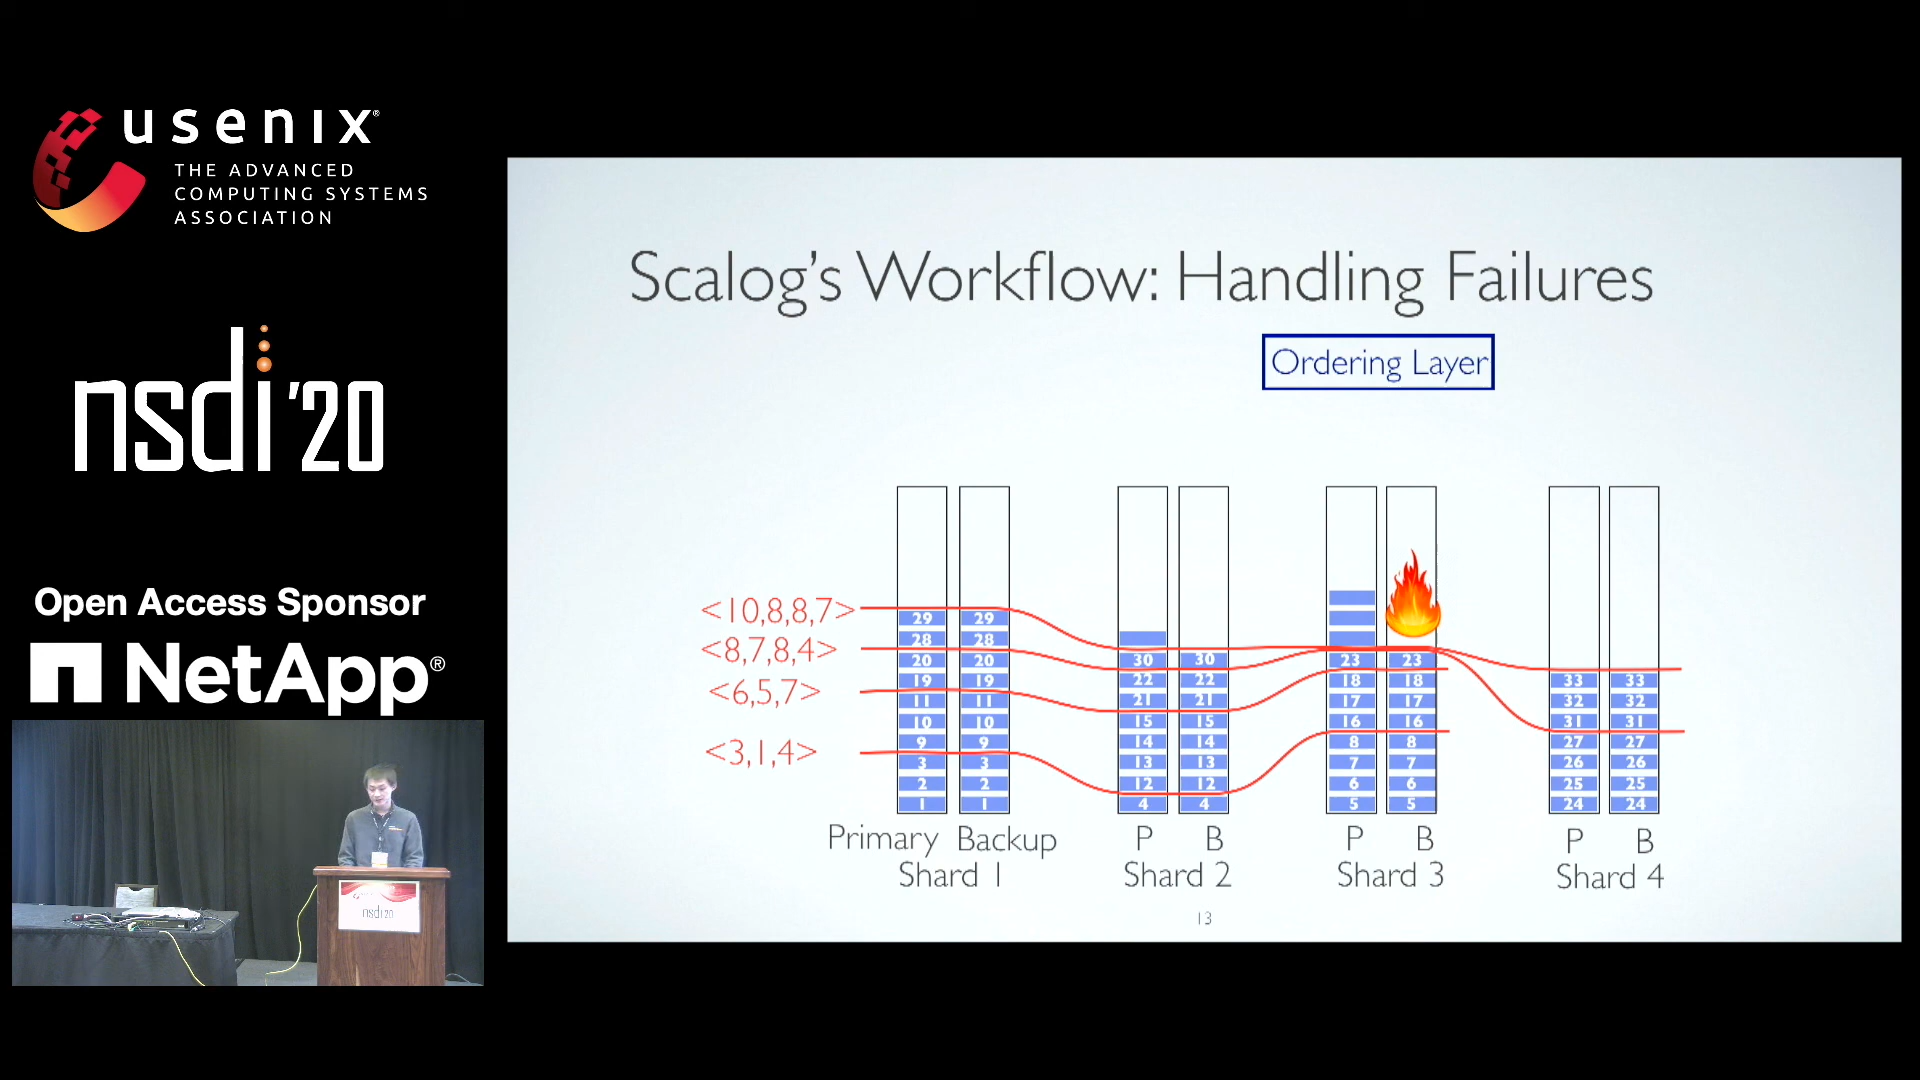 usenix®
THE ADVANCED
COMPUTING SYSTEMS
ASSOCIATION
nsdi '20
Open Access Sponsor
NetApp®
nsdi 20
Scalog's Workflow: Handling Failures
Ordering Layer
<10,8,8,7>
<8,7,8,4>
<6,5,7>
<3,1,4>
29 29
28 28
20 20 30 30 23 23
19 19 22 22 18 18 33 33
11 11 21 21 17 17 32 32
10 10 15 15 16 16 31 31
9 9 14 14 8 8 27 27
3 3 13 13 7 7 26 26
2 2 12 12 6 6 25 25
1 1 4 4 5 5 24 24
Primary Backup P B P B P B
Shard 1 Shard 2 Shard 3 Shard 4
13